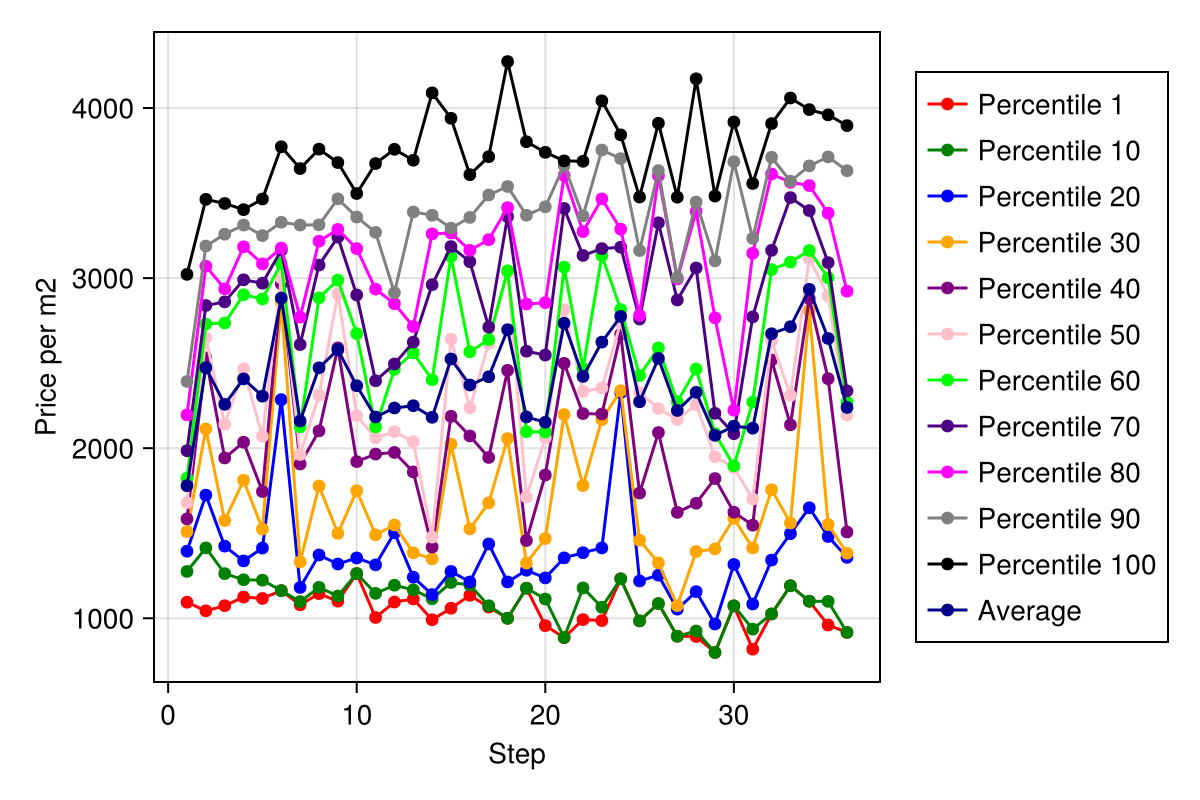 Price per m2
4000
3000
2000
1000
0
10
20
30
Step
Percentile 1
Percentile 10
Percentile 20
Percentile 30
Percentile 40
Percentile 50
Percentile 60
Percentile 70
Percentile 80
Percentile 90
Percentile 100
Average